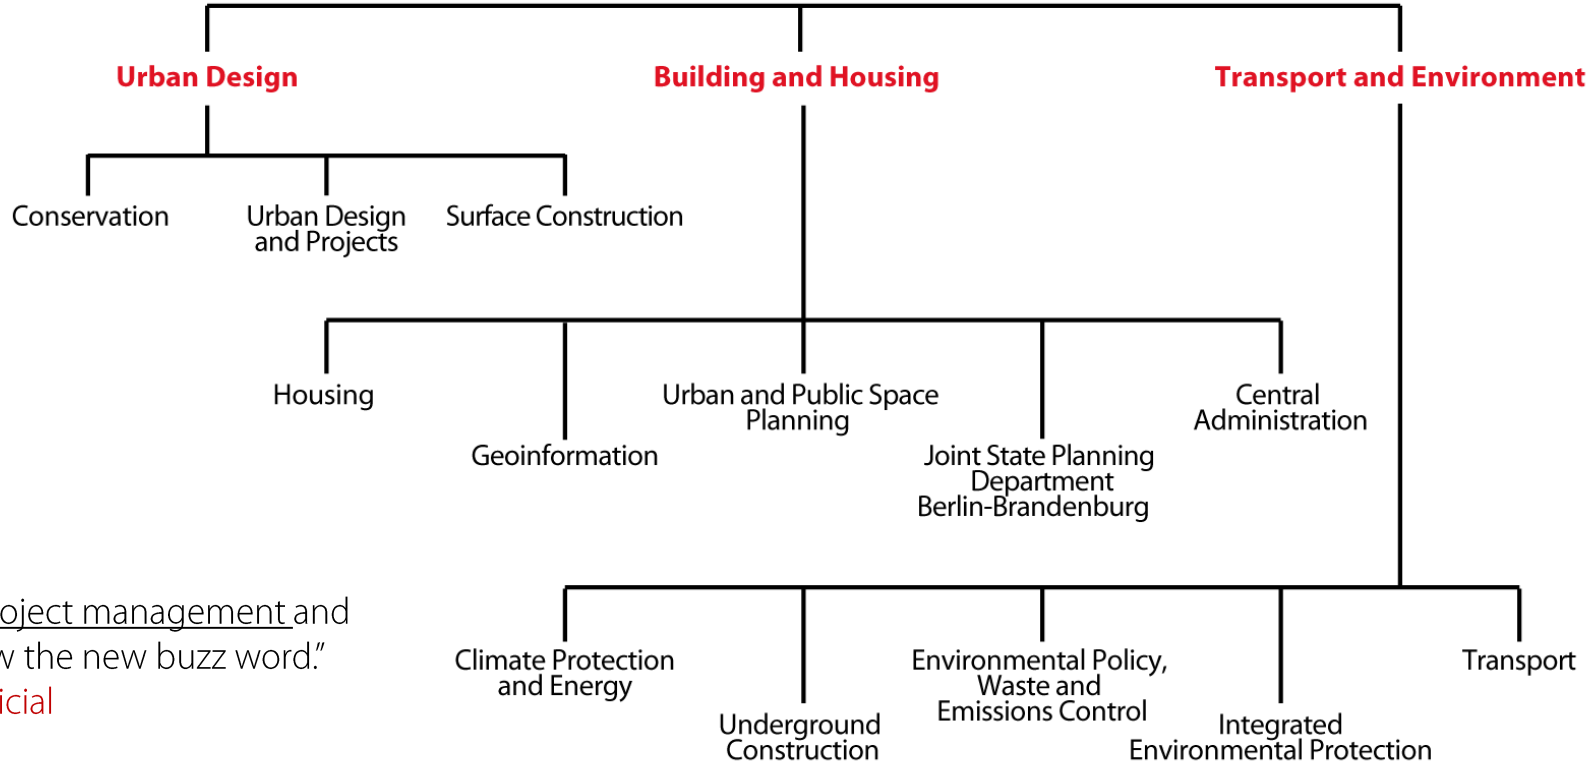 Urban Design
Building and Housing
Transport and Environment
Conservation
Urban Design
and Projects
Surface Construction
Housing
Geoinformation
Urban and Public Space
Planning
Joint State Planning
Department
Berlin-Brandenburg
Central
Administration
management and
the new buzz word.”
Climate Protection
and Energy
Underground
Construction
Environmental Policy,
Waste and
Emissions Control
Integrated
Environmental Protection
Transport